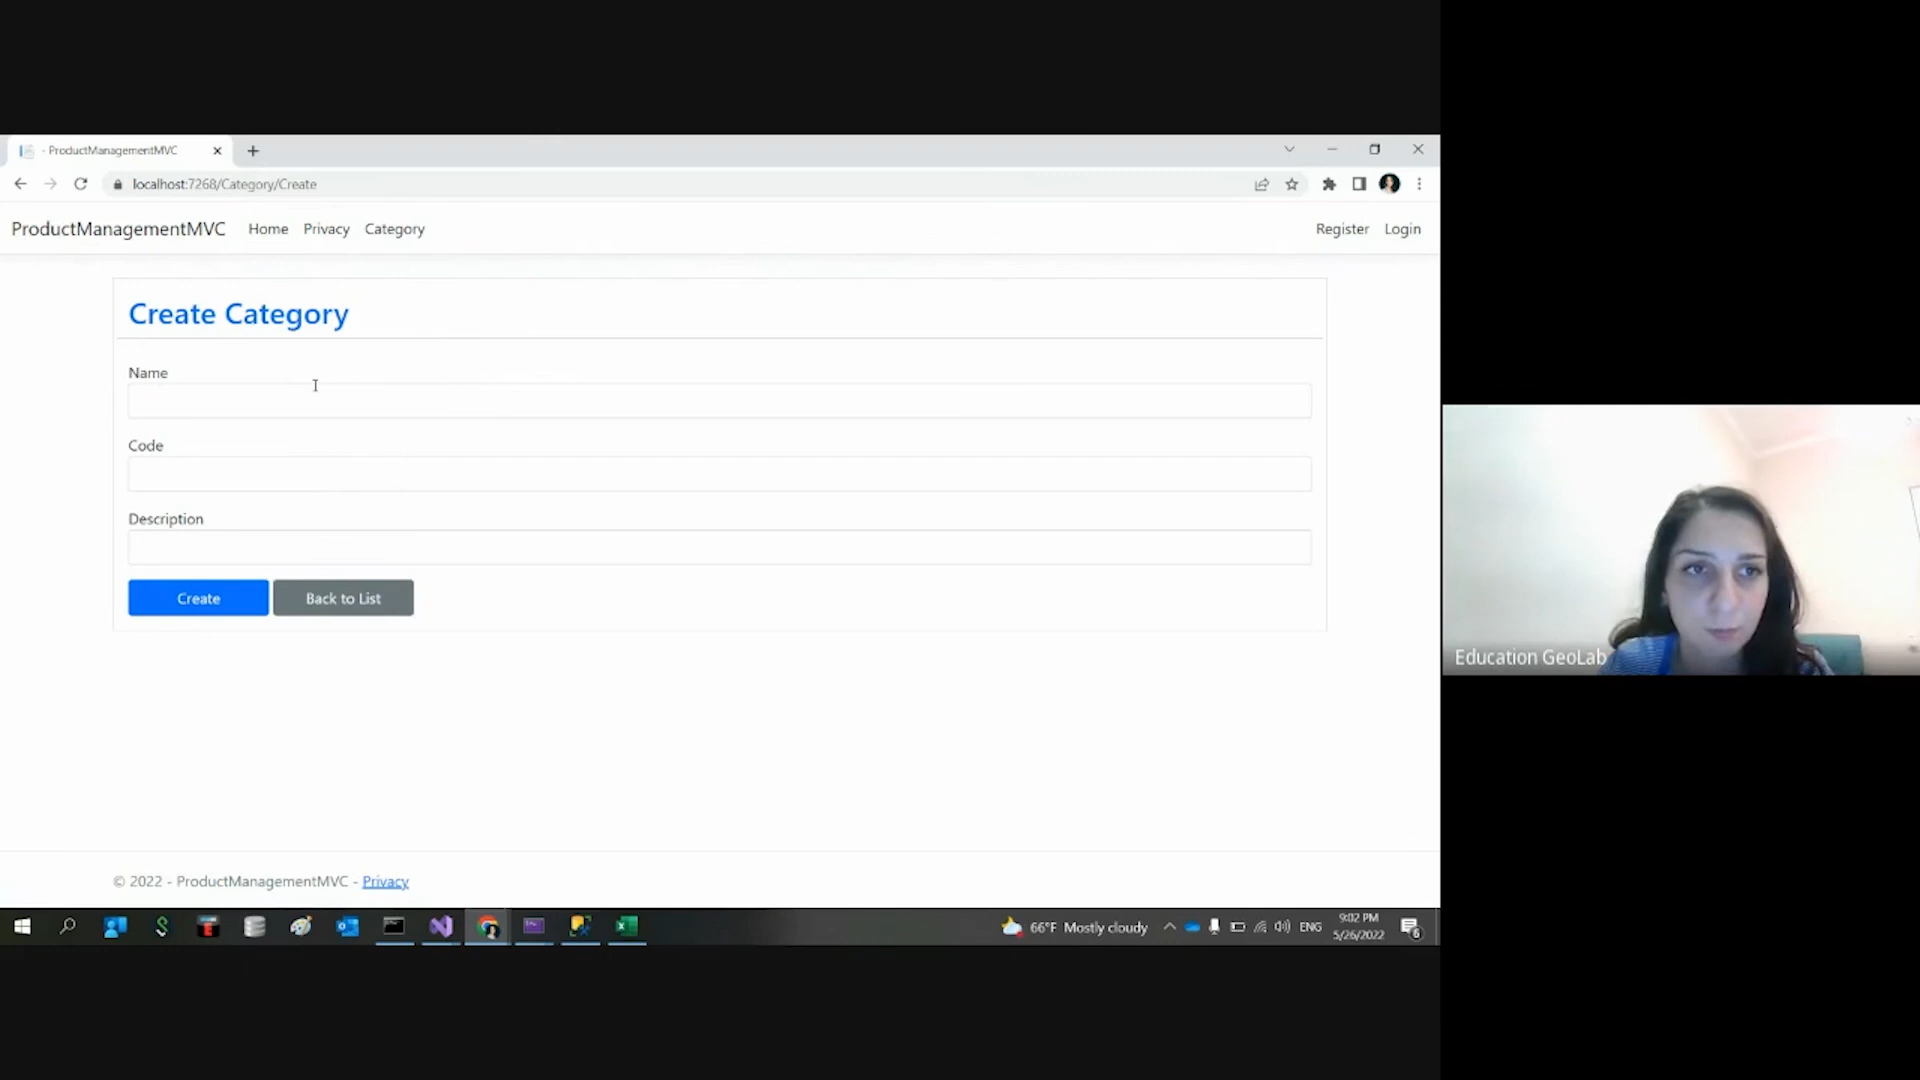 - ProductManagementMVC
localhost:7268/Category/Create
ProductManagementMVC Home Privacy Category Register Login
Create Category
Name
Code
Description
Create Back to List
© 2022 - ProductManagementMVC - Privacy
66°F Mostly cloudy ENG 9:02 PM
5/26/2022
6
Education GeoLab